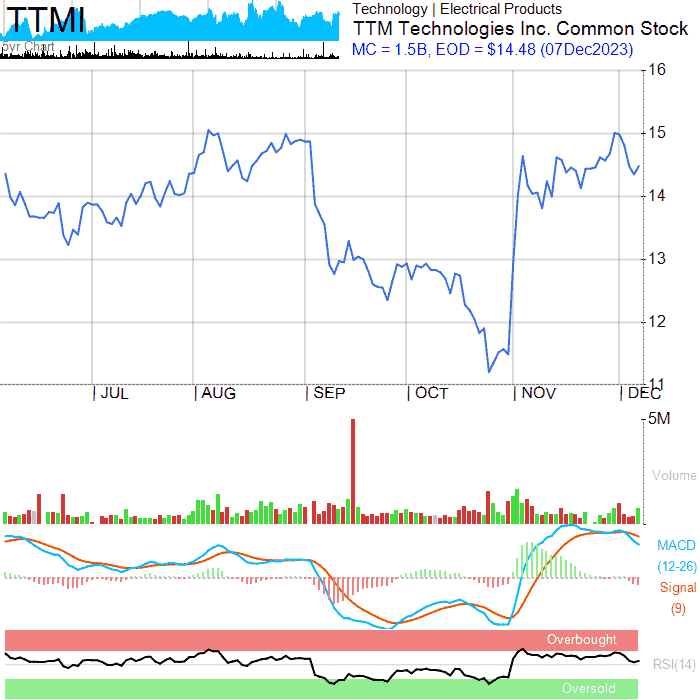 TTMI
5yr Chart
Technology | Electrical Products
TTM Technologies Inc. Common Stock
MC = 1.5B, EOD = $14.48 (07Dec2023)
16
15
14
13
12
11
JUL AUG SEP OCT NOV DEC
5M
Volume
MACD
(12-26)
Signal
(9)
Overbought
RSI(14)
Oversold